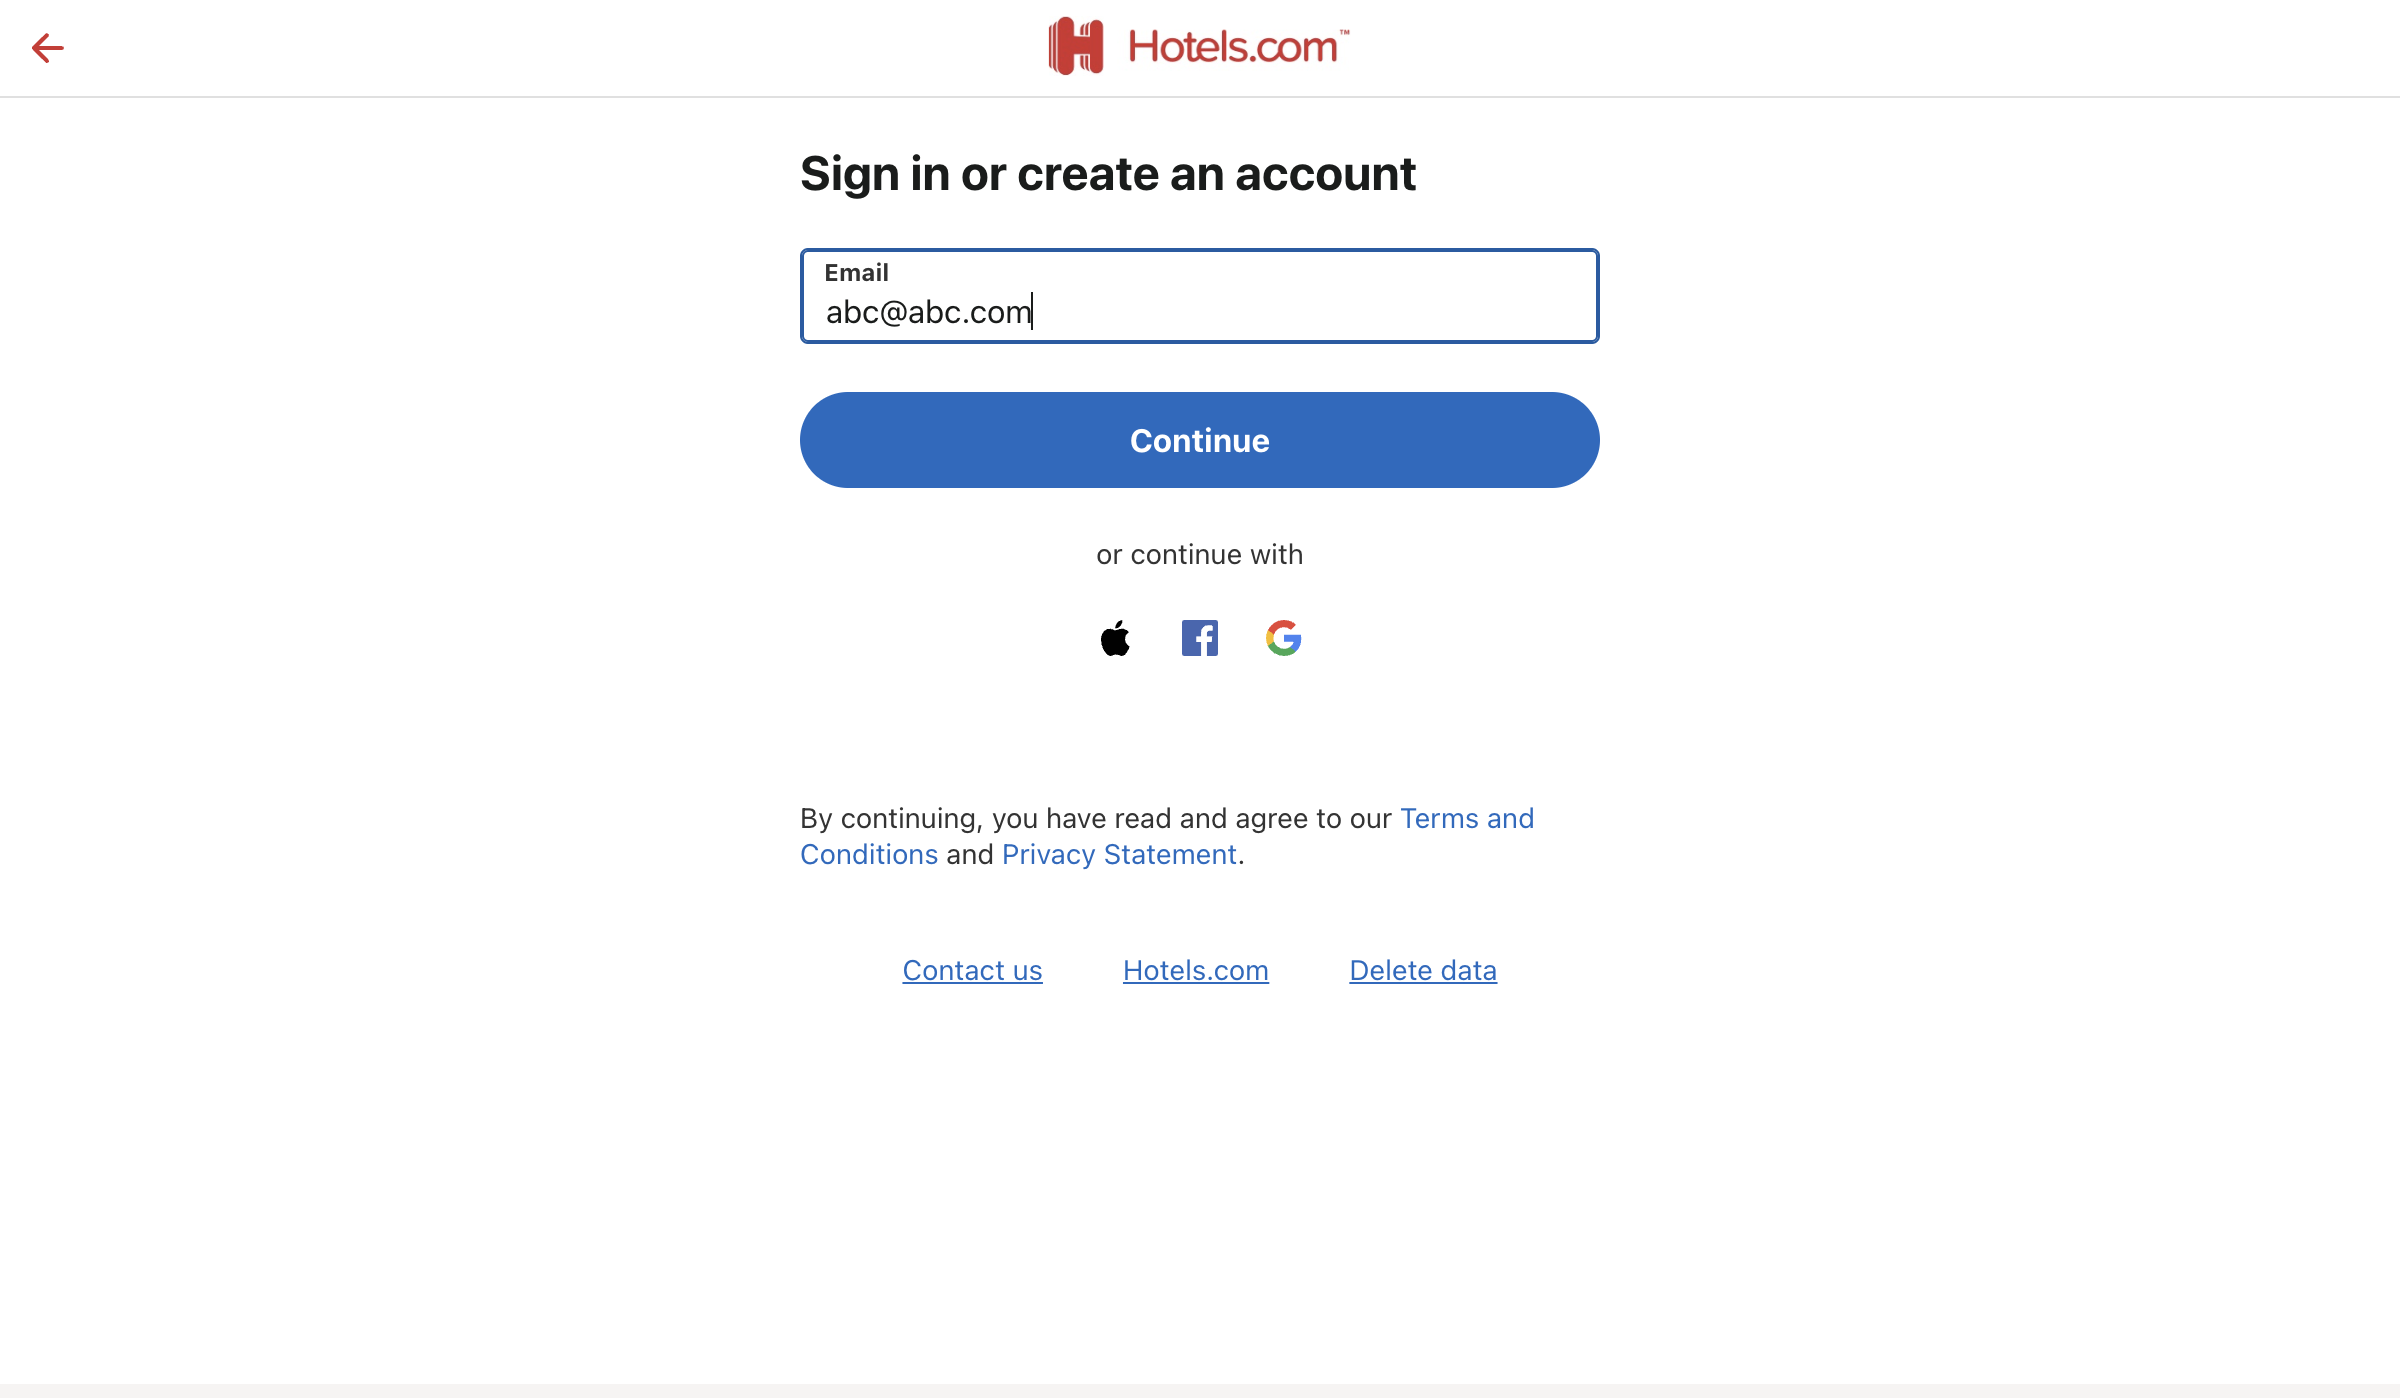 Hotels.com™
Sign in or create an account
Email
abc@abc.com
Continue
or continue with
By continuing, you have read and agree to our Terms and
Conditions and Privacy Statement.
Contact us Hotels.com Delete data